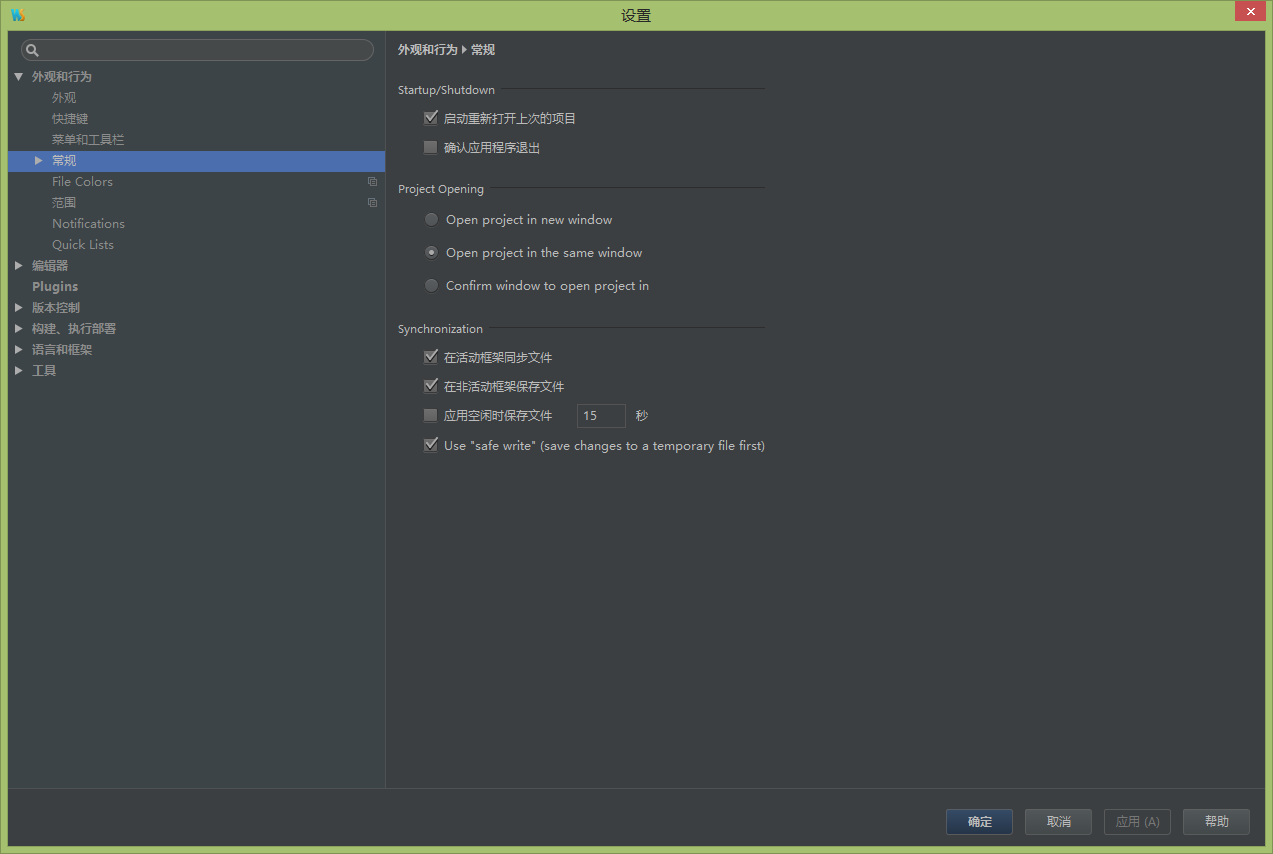 设置
外观和行为
外观
快捷键
菜单和工具栏
常规
File Colors
范围
Notifications
Quick Lists
编辑器
Plugins
版本控制
构建、执行部署
语言和框架
工具
外观和行为 常规
Startup/Shutdown
启动重新打开上次的项目
确认应用程序退出
Project Opening
Open project in new window
Open project in the same window
Confirm window to open project in
Synchronization
在活动框架同步文件
在非活动框架保存文件
应用空闲时保存文件 15 秒
Use "safe write" (save changes to a temporary file first)
确定 取消 应用 (A) 帮助